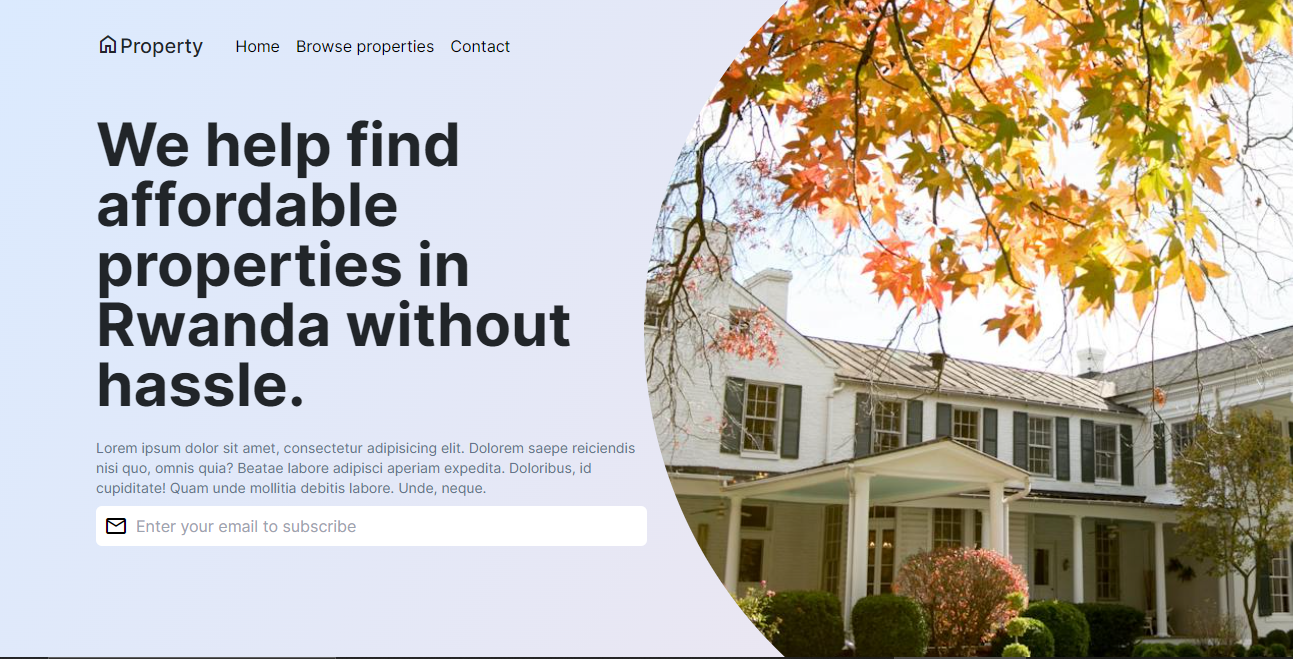 Property Home Browse properties Contact
We help find
affordable
properties in
Rwanda without
hassle.
Lorem ipsum dolor sit amet, consectetur adipisicing elit. Dolorem saepe reiciendis
nisi quo, omnis quia? Beatae labore adipisci aperiam expedita. Doloribus, id
cupiditate! Quam unde mollitia debitis labore. Unde, neque.
Enter your email to subscribe